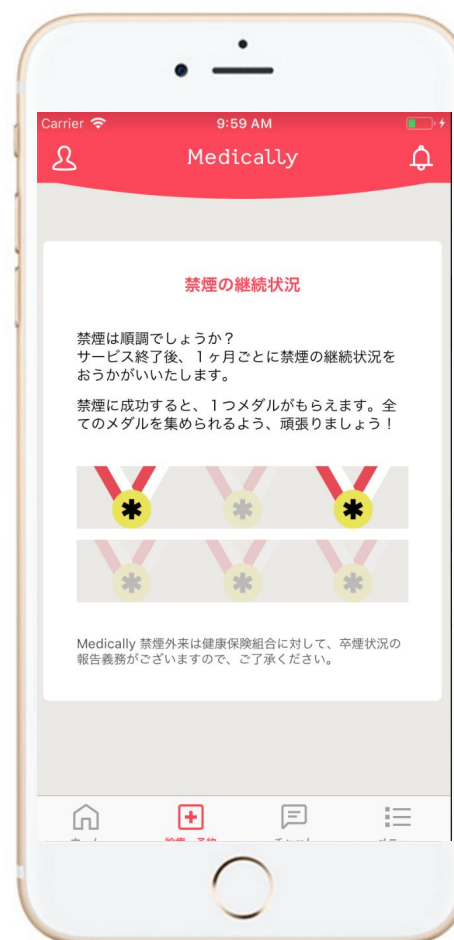 Carrier 9:59 AM
Medically
禁煙の継続状況
禁煙は順調でしょうか？
サービス終了後、１ヶ月ごとに禁煙の継続状況を
おうかがいいたします。
禁煙に成功すると、１つメダルがもらえます。全
てのメダルを集められるよう、頑張りましょう！
Medically 禁煙外来は健康保険組合に対して、卒煙状況の
報告義務がございますので、ご了承ください。